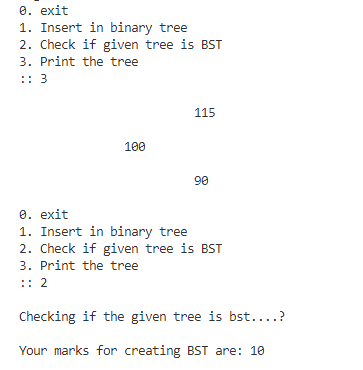 0. exit
1. Insert in binary tree
2. Check if given tree is BST
3. Print the tree
:: 3
115
100
90
0. exit
1. Insert in binary tree
2. Check if given tree is BST
3. Print the tree
:: 2
Checking if the given tree is bst....?
Your marks for creating BST are: 10